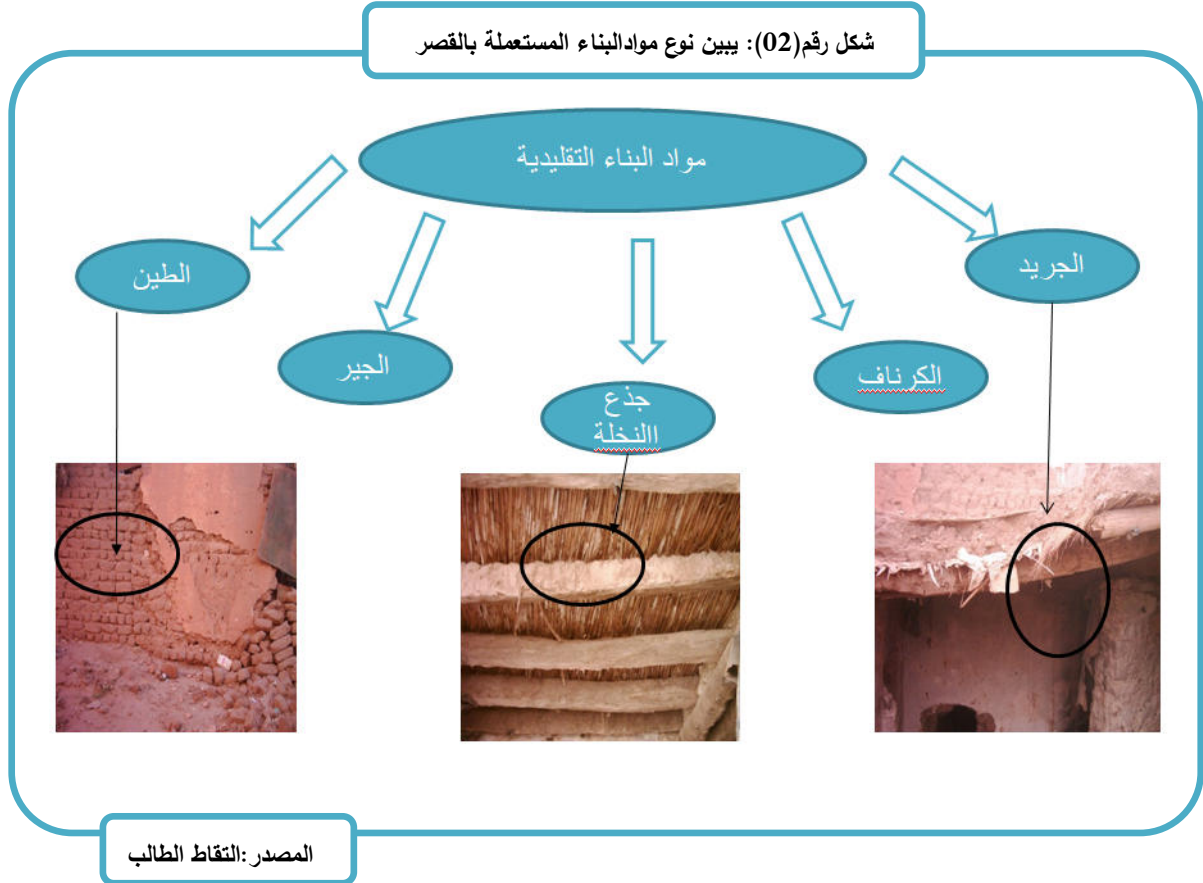 شكل رقم(02): يبين نوع موادالبناء المستعملة بالقصر
مواد البناء التقليدية
الجريد
الطين
الكرناف
الجير
جذع
االنخلة
المصدر:التقاط الطالب